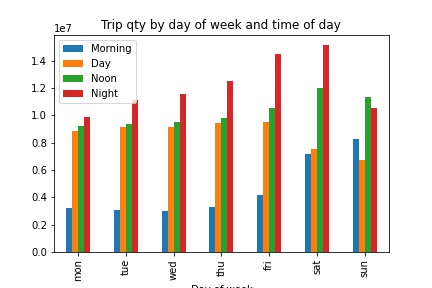 Trip qty by day of week and time of day
1e7
Morning
Day
Noon
Night
1.4
1.2
1.0
0.8
0.6
0.4
0.2
0.0
mon
tue
wed
thu
fri
sat
sun
Day of week